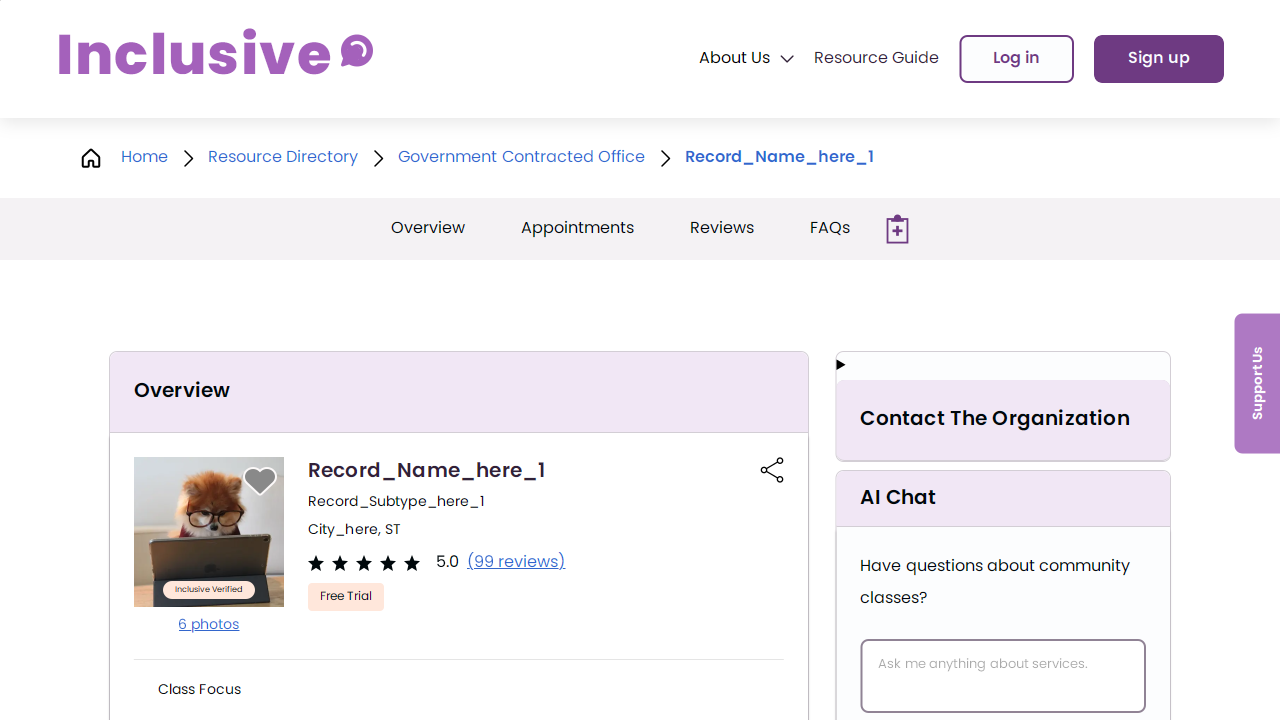 Inclusive
About Us
Resource Guide
Log in
Sign up
Home
Resource Directory
Government Contracted Office
Record_Name_here_1
Overview
Appointments
Reviews
FAQs
Support Us
Overview
Inclusive Verified
6 photos
Record_Name_here_1
Record_Subtype_here_1
City_here, ST
5.0 (99 reviews)
Free Trial
Class Focus
Contact The Organization
AI Chat
Have questions about community
classes?
Ask me anything about services.